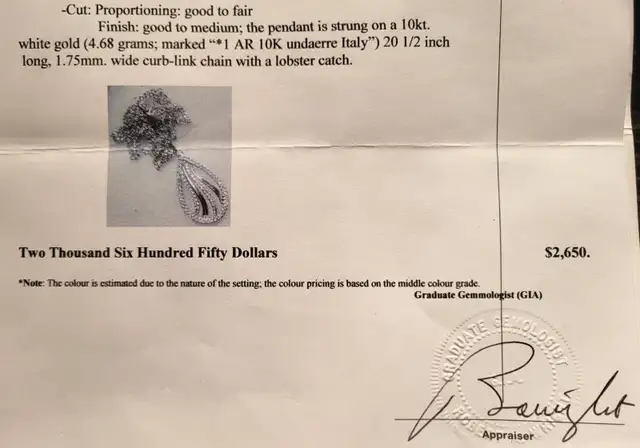 -Cut: Proportioning: good to fair
Finish: good to medium; the pendant is strung on a 10kt.
white gold (4.68 grams; marked “*1 AR 10K undaerre Italy”) 20 1/2 inch
long, 1.75mm. wide curb-link chain with a lobster catch.
Two Thousand Six Hundred Fifty Dollars $2,650.
*Note: The colour is estimated due to the nature of the setting; the colour pricing is based on the middle colour grade.
Graduate Gemmologist (GIA)
GRADUATE GEMOLOGIST
Appraiser